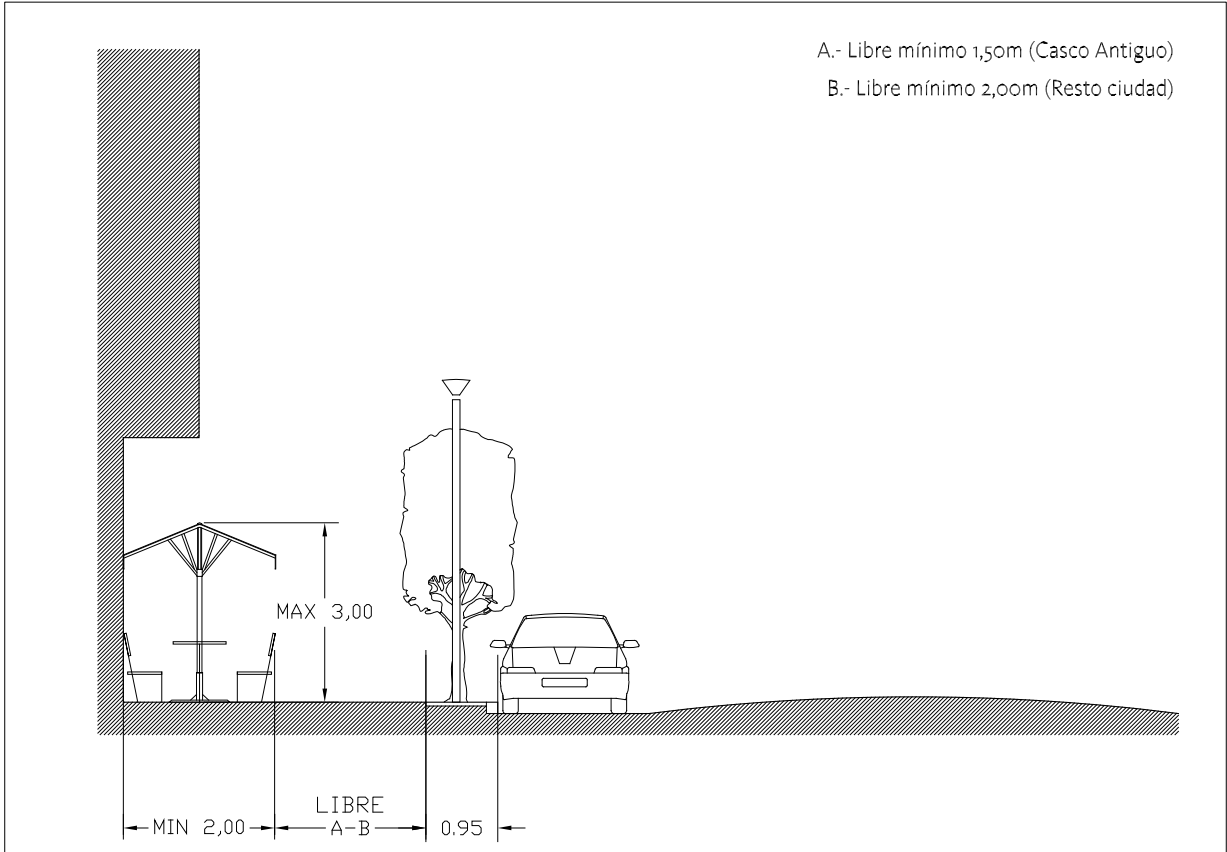 A.- Libre mínimo 1,50m (Casco Antiguo)
B.- Libre mínimo 2,00m (Resto ciudad)
MAX 3,00
LIBRE
MIN 2,00
A-B
0.95